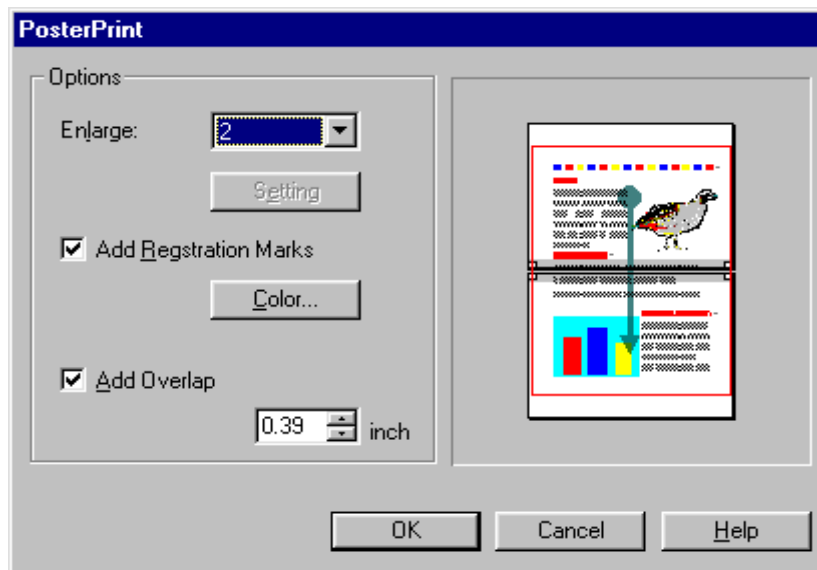 PosterPrint
Options
Enlarge: 2
Setting
Add Regstration Marks
Color...
Add Overlap
0.39 inch
OK Cancel Help